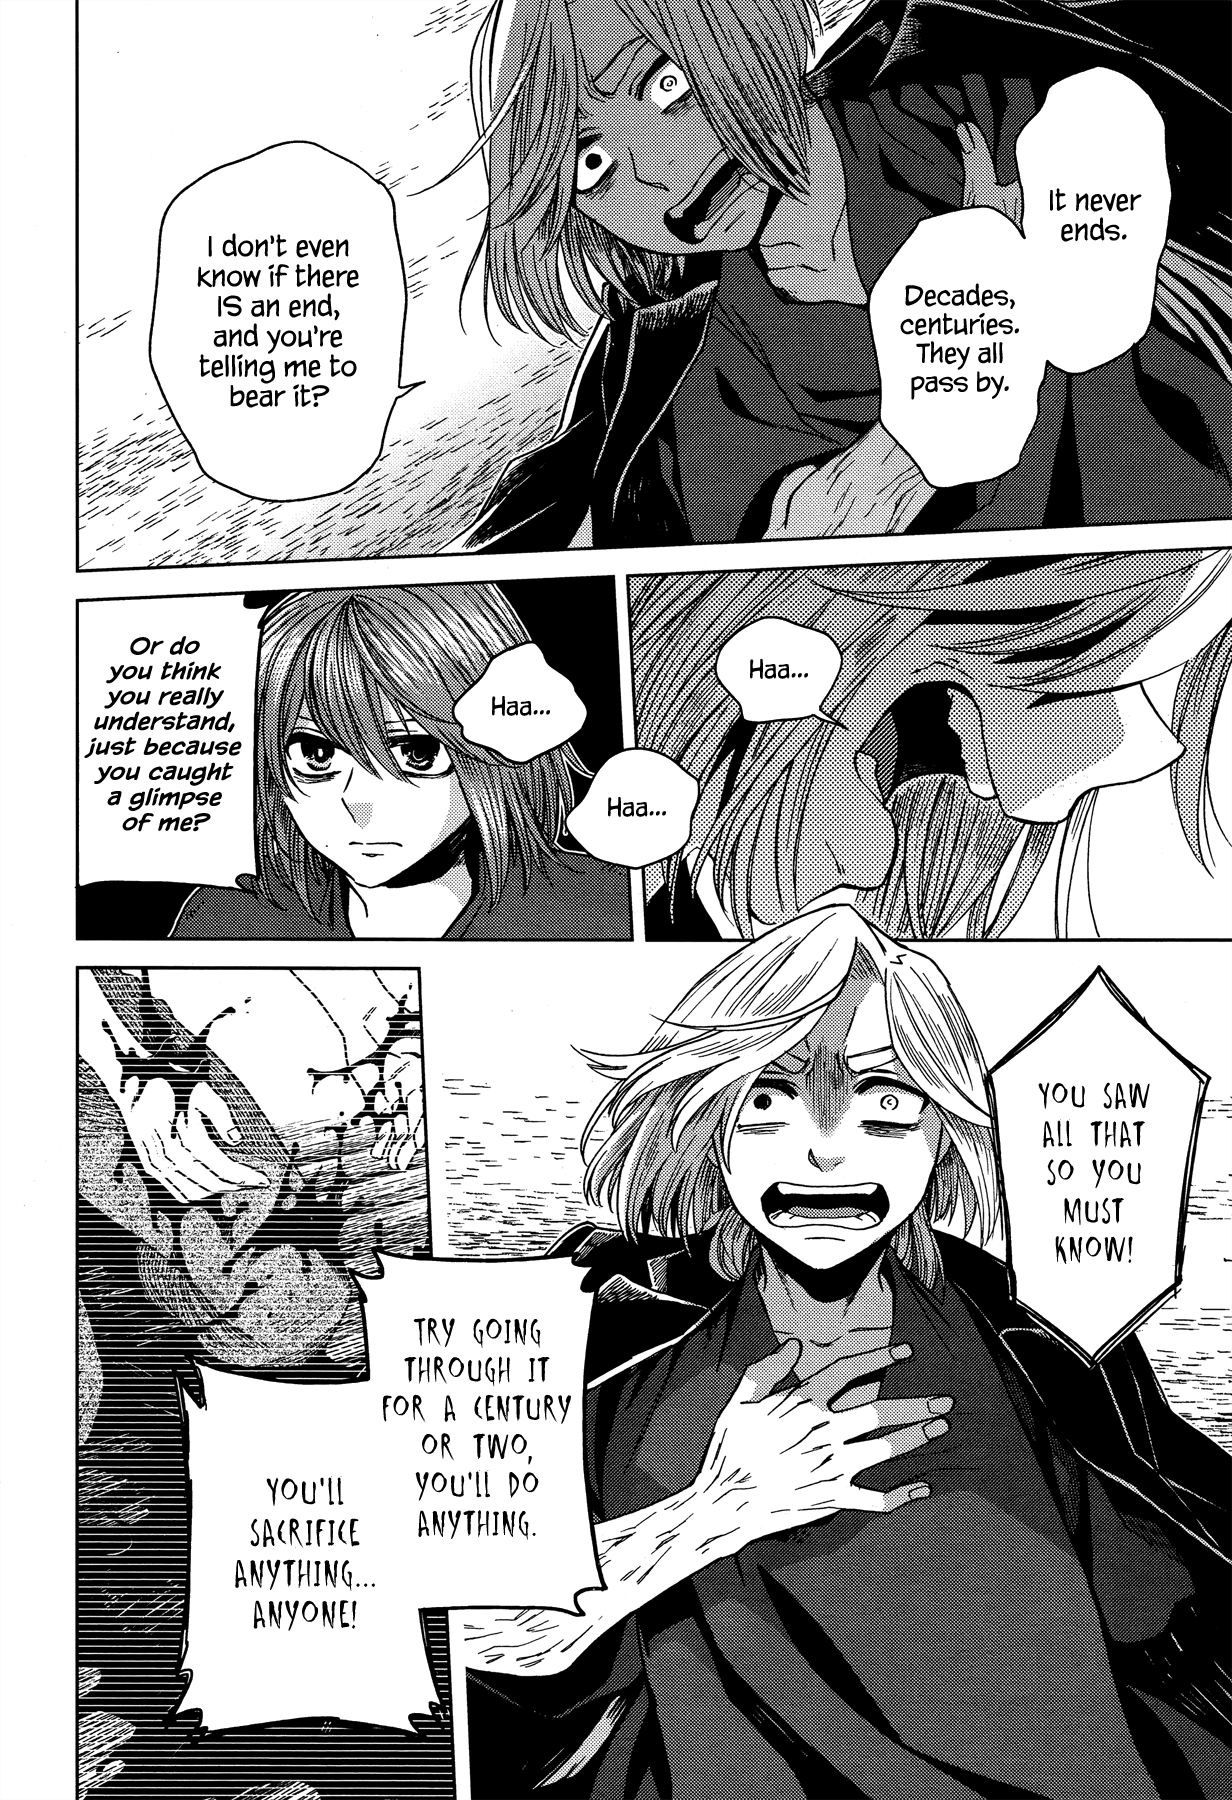 It never
ends.
Decades,
centuries.
They all
pass by.
I don't even
know if there
IS an end,
and you're
telling me to
bear it?
Haa...
Haa...
Haa...
Or do
you think
you really
understand,
just because
you caught
a glimpse
of me?
YOU SAW
ALL THAT
SO YOU
MUST
KNOW!
TRY GOING
THROUGH IT
FOR A CENTURY
OR TWO,
YOU'LL DO
ANYTHING.
YOU'LL
SACRIFICE
ANYTHING...
ANYONE!